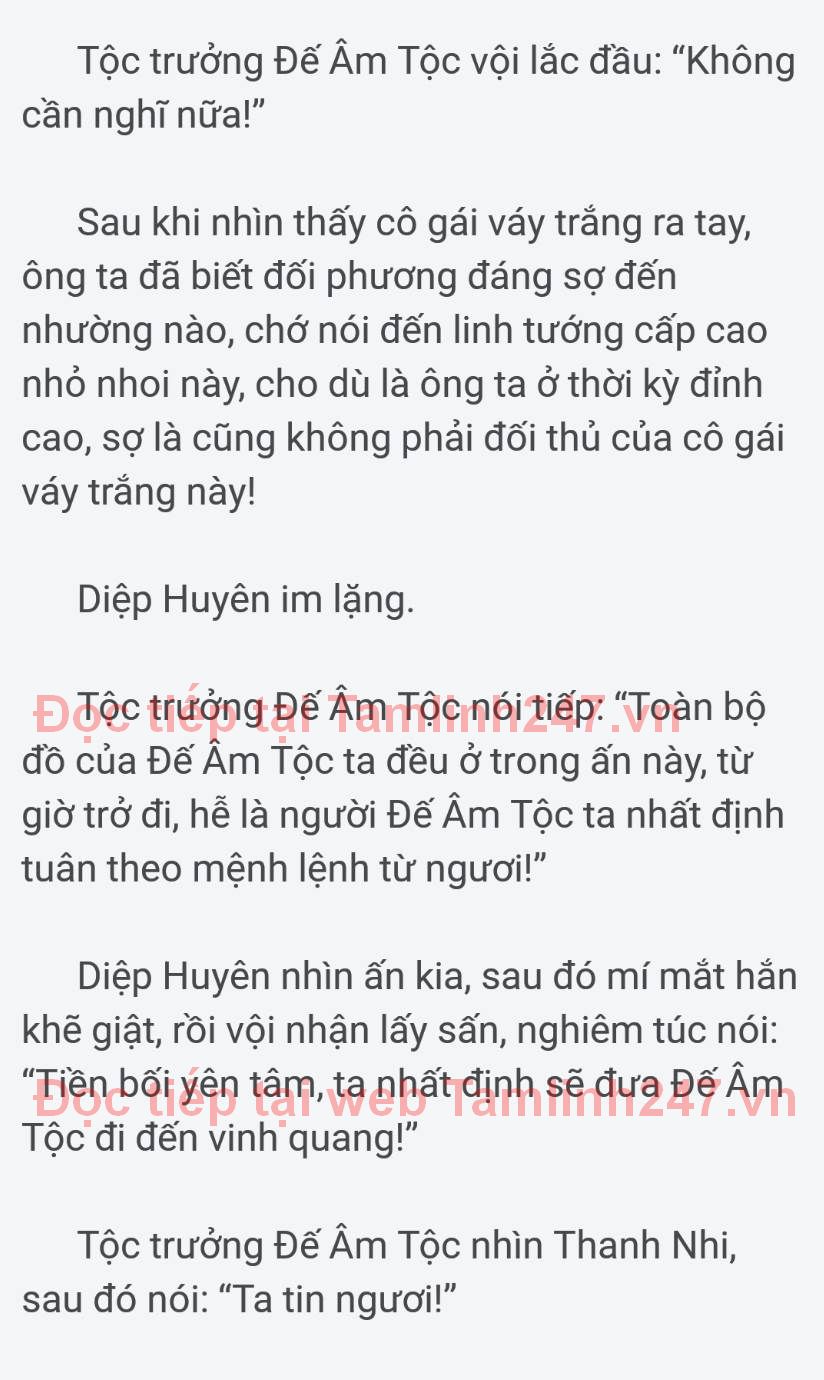 Tộc trưởng Đế Âm Tộc vội lắc đầu: “Không
cần nghĩ nữa!”
Sau khi nhìn thấy cô gái váy trắng ra tay,
ông ta đã biết đối phương đáng sợ đến
nhường nào, chớ nói đến linh tướng cấp cao
nhỏ nhoi này, cho dù là ông ta ở thời kỳ đỉnh
cao, sợ là cũng không phải đối thủ của cô gái
váy trắng này!
Diệp Huyên im lặng.
Tộc trưởng Đế Âm Tộc nói tiếp: “Toàn bộ
Đọc tiếp tại Tamlinh247.vn
đồ của Đế Âm Tộc ta đều ở trong ấn này, từ
giờ trở đi, hễ là người Đế Âm Tộc ta nhất định
tuân theo mệnh lệnh từ ngươi!”
Diệp Huyên nhìn ấn kia, sau đó mí mắt hắn
khẽ giật, rồi vội nhận lấy sấn, nghiêm túc nói:
“Tiền bối yên tâm, ta nhất định sẽ đưa Đế Âm
Đọc tiếp tại web Tamlinh247.vn
Tộc đi đến vinh quang!”
Tộc trưởng Đế Âm Tộc nhìn Thanh Nhi,
sau đó nói: “Ta tin ngươi!”